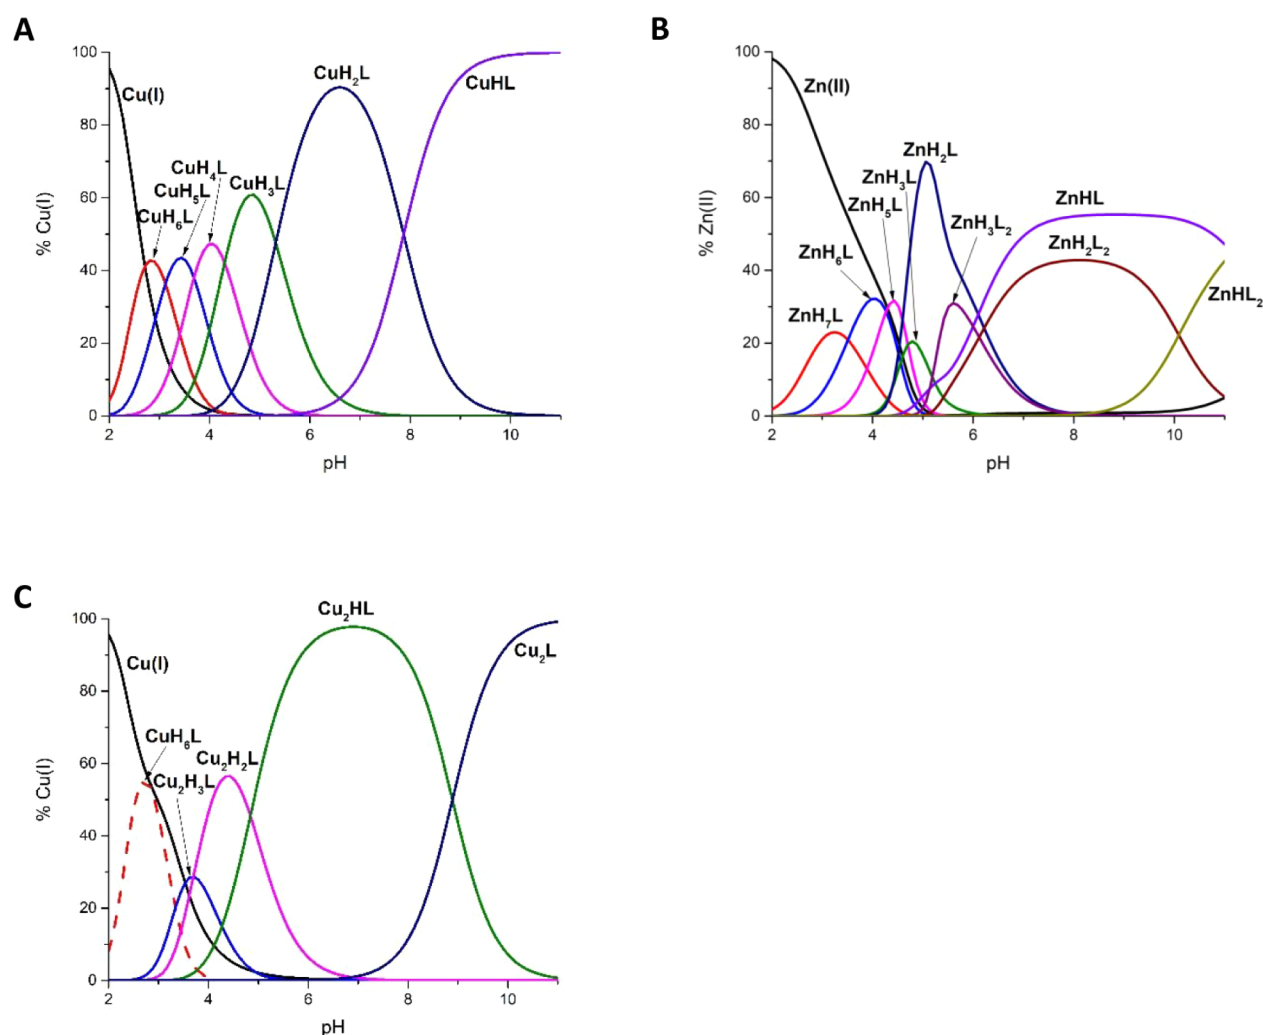 A
100
80
60
40
20
0
% Cu(I)
Cu(I)
CuH6L
CuH5L
CuH4L
CuH3L
CuH2L
CuHL
2 4 6 8 10
pH
B
100
80
60
40
20
0
% Zn(II)
Zn(II)
ZnH7L
ZnH6L
ZnH5L
ZnH3L
ZnH2L
ZnH3L2
ZnHL
ZnH2L2
ZnHL2
2 4 6 8 10
pH
C
100
80
60
40
20
0
% Cu(I)
Cu(I)
CuH6L
Cu2H3L
Cu2H2L
Cu2HL
Cu2L
2 4 6 8 10
pH